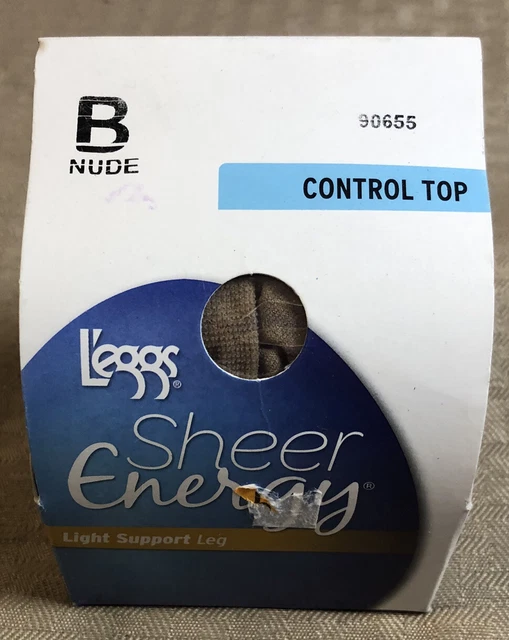 B
NUDE
90655
CONTROL TOP
L'eggs®
Sheer
Energy®
Light Support Leg